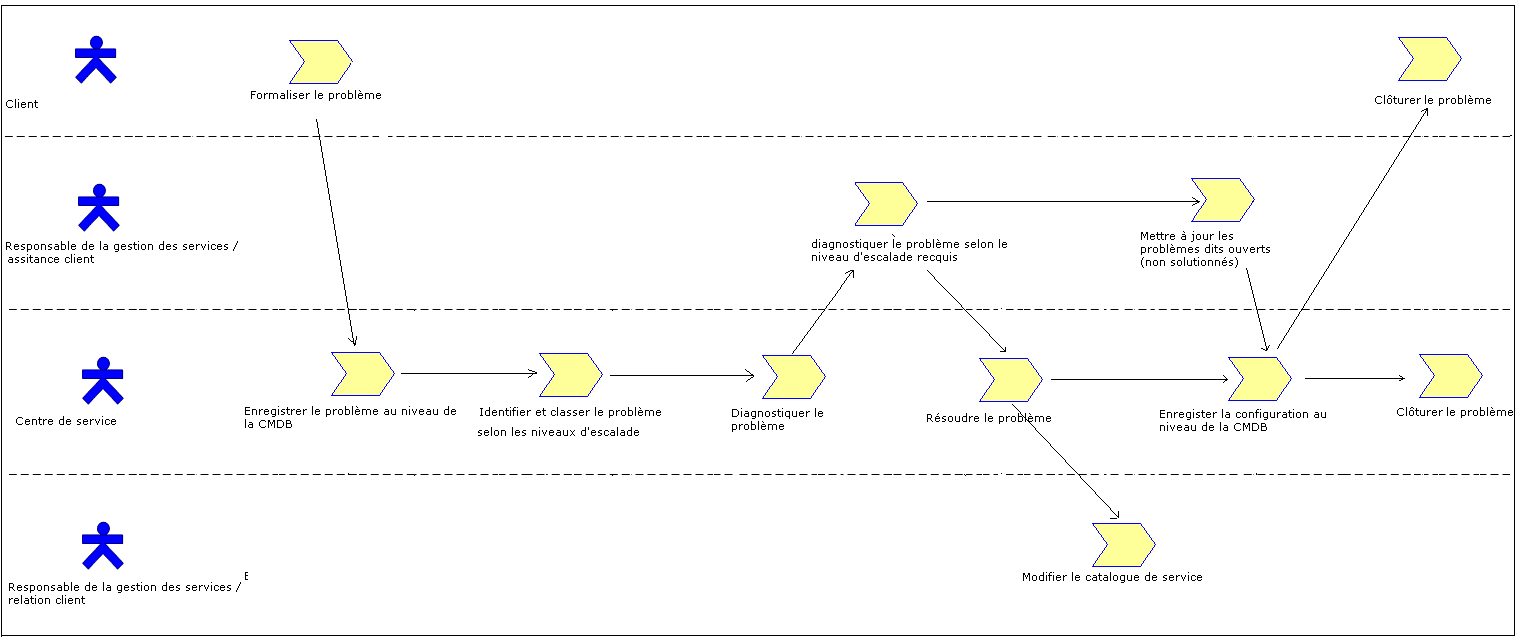 Formaliser le problème
Clôturer le problème
Client
Responsable de la gestion des services /
assitance client
diagnostiquer le problème selon le
niveau d'escalade recquis
Mettre à jour les
problèmes dits ouverts
(non solutionnés)
Centre de service
Enregistrer le problème au niveau de
la CMDB
Identifier et classer le problème
selon les niveaux d'escalade
Diagnostiquer le
problème
Résoudre le problème
Enregister la configuration au
niveau de la CMDB
Clôturer le problème
Responsable de la gestion des services /
relation client
E
Modifier le catalogue de service